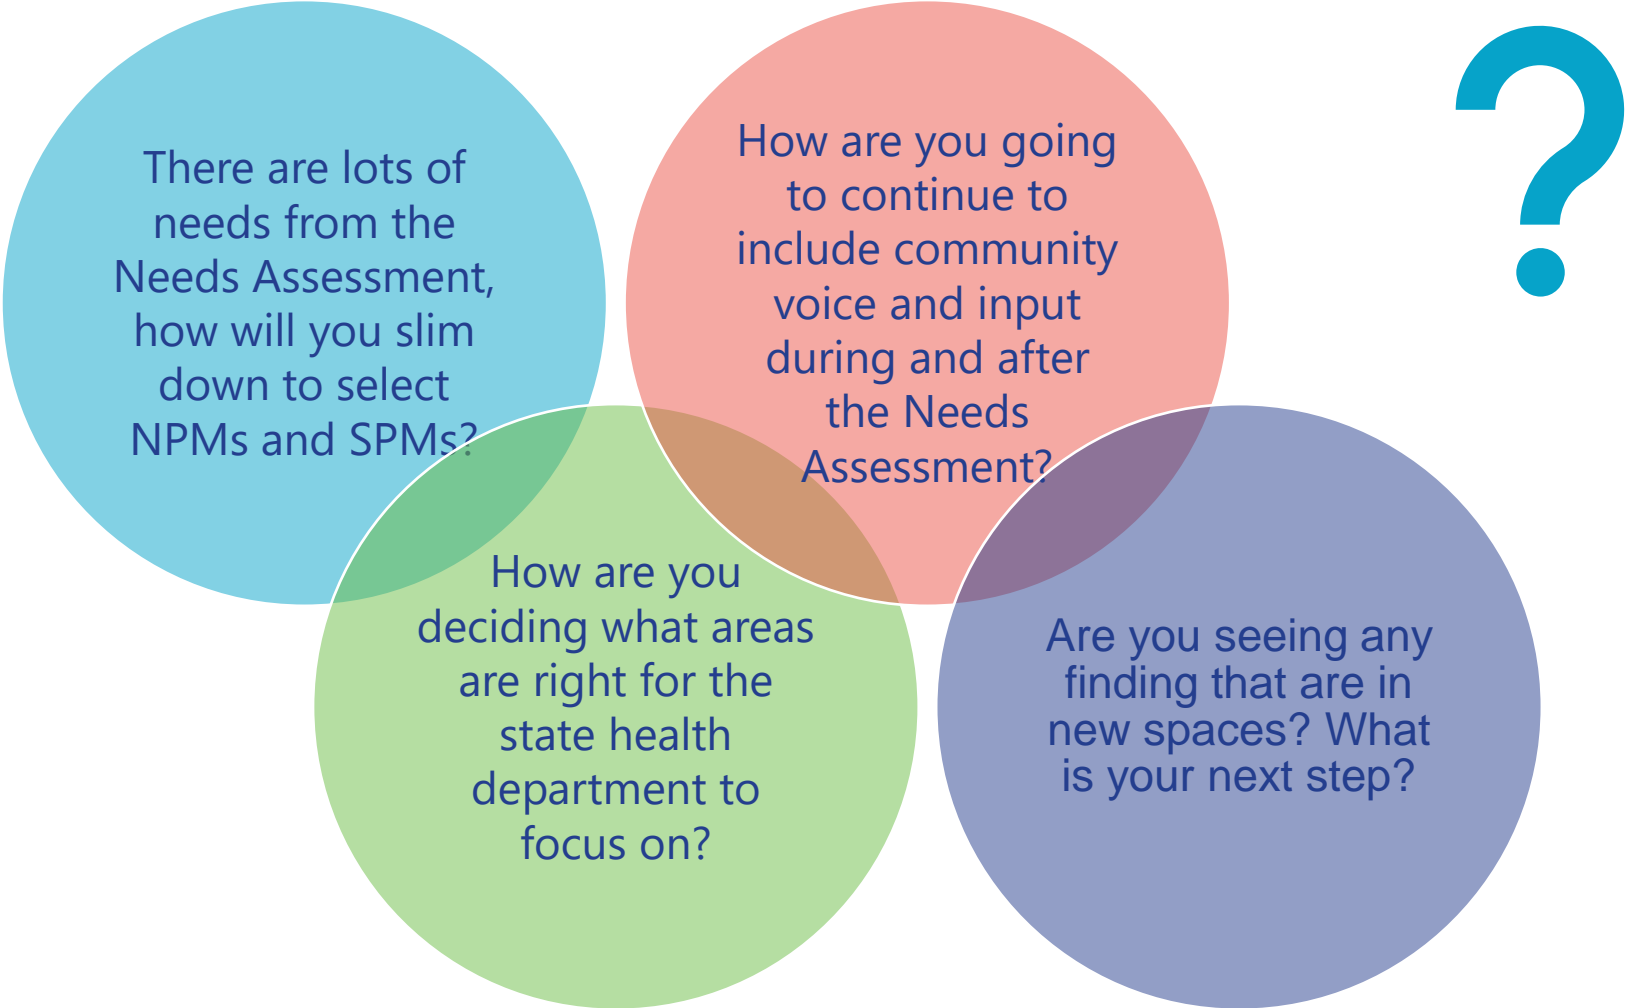 There are lots of
needs from the
Needs Assessment,
how will you slim
down to select
NPMs and SPMs?
How are you going
to continue to
include community
voice and input
during and after
the Needs
Assessment?
?
How are you
deciding what areas
are right for the
state health
department to
focus on?
Are you seeing any
finding that are in
new spaces? What
is your next step?